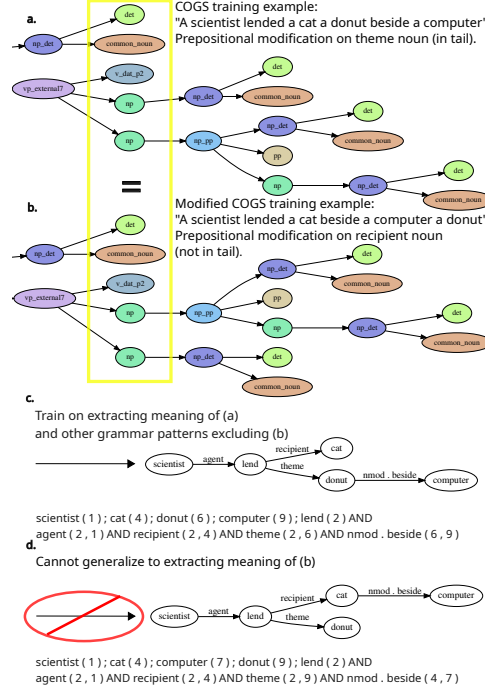 a.
COGS training example:
"A scientist lended a cat a donut beside a computer"
Prepositional modification on theme noun (in tail).
det
np_det
common_noun
v_dat_p2
vp_external7
np
np_det
det
common_noun
np
np_pp
np_det
det
common_noun
pp
np
np_det
det
common_noun
=
b.
Modified COGS training example:
"A scientist lended a cat beside a computer a donut"
Prepositional modification on recipient noun
(not in tail).
det
np_det
common_noun
v_dat_p2
vp_external7
np
np_pp
np_det
det
common_noun
pp
np
np_det
det
common_noun
np
np_det
det
common_noun
c.
Train on extracting meaning of (a)
and other grammar patterns excluding (b)
scientist
agent
lend
recipient
cat
theme
donut
nmod . beside
computer
scientist ( 1 ) ; cat ( 4 ) ; donut ( 6 ) ; computer ( 9 ) ; lend ( 2 ) AND
agent ( 2 , 1 ) AND recipient ( 2 , 4 ) AND theme ( 2 , 6 ) AND nmod . beside ( 6 , 9 )
d.
Cannot generalize to extracting meaning of (b)
scientist
agent
lend
recipient
cat
nmod . beside
computer
theme
donut
scientist ( 1 ) ; cat ( 4 ) ; computer ( 7 ) ; donut ( 9 ) ; lend ( 2 ) AND
agent ( 2 , 1 ) AND recipient ( 2 , 4 ) AND theme ( 2 , 9 ) AND nmod . beside ( 4 , 7 )